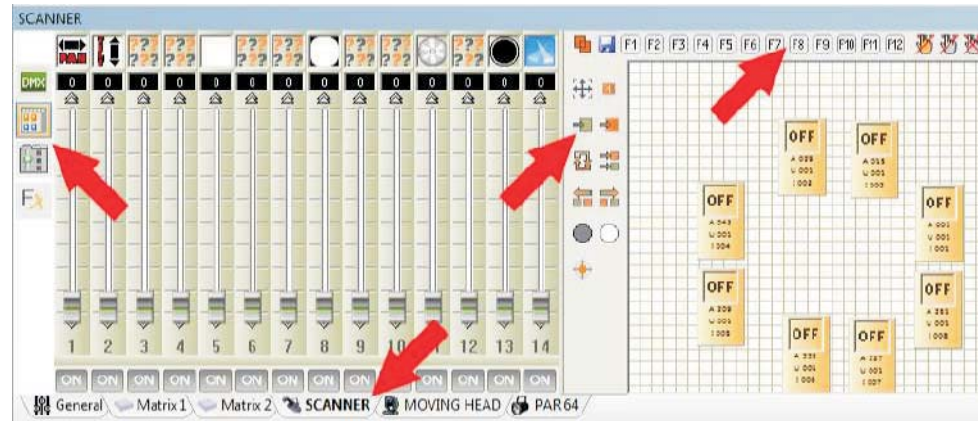 SCANNER
PAN ??? ??? ??? ??? ??? ??? ???
F1 F2 F3 F4 F5 F6 F7 F8 F9 F10 F11 F12
DMX 0 0 0 0 0 0 0 0 0 0 0 0 0 0
Fx
OFF
OFF
OFF
OFF
OFF
OFF
OFF
OFF
1 2 3 4 5 6 7 8 9 10 12 13 14
ON ON ON ON ON ON ON ON ON ON ON ON ON ON
General Matrix 1 Matrix 2 SCANNER MOVING HEAD PAR 64